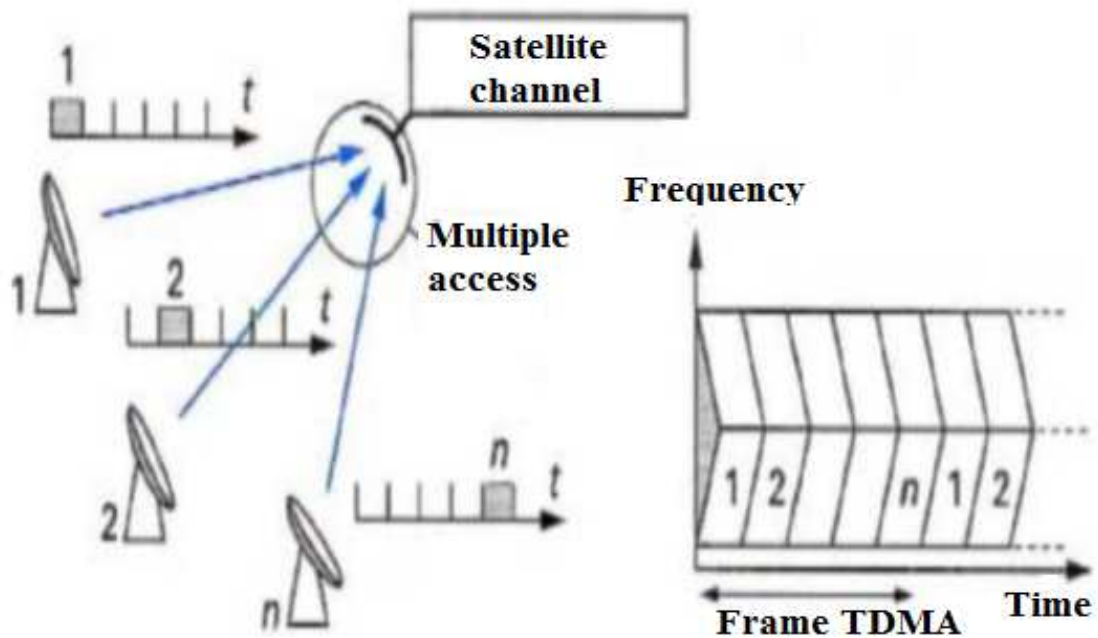 Satellite
channel
1
t
Frequency
Multiple
access
1
2
t
n
t
2
n
1 2 n 1 2
Time
Frame TDMA